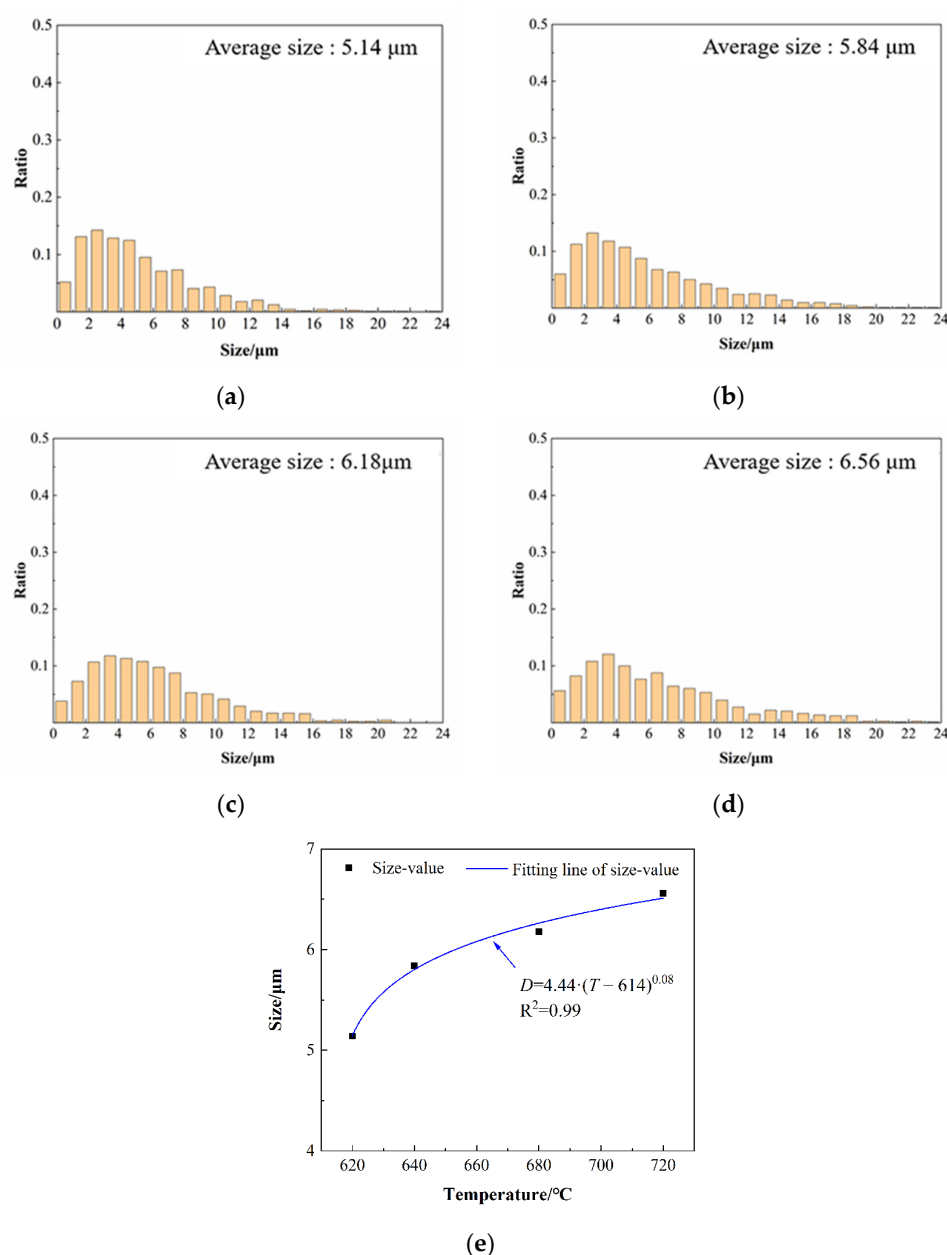 0.5
Average size : 5.14 μm
0.4
0.3
Ratio
0.2
0.1
0 2 4 6 8 10 12 14 16 18 20 22 24
Size/μm
(a)
0.5
Average size : 5.84 μm
0.4
0.3
Ratio
0.2
0.1
0 2 4 6 8 10 12 14 16 18 20 22 24
Size/μm
(b)
0.5
Average size : 6.18μm
0.4
0.3
Ratio
0.2
0.1
0 2 4 6 8 10 12 14 16 18 20 22 24
Size/μm
(c)
0.5
Average size : 6.56 μm
0.4
0.3
Ratio
0.2
0.1
0 2 4 6 8 10 12 14 16 18 20 22 24
Size/μm
(d)
7
Size-value Fitting line of size-value
6
D=4.44·(T − 614)^0.08
R²=0.99
Size/μm
5
4
620 640 660 680 700 720
Temperature/°C
(e)